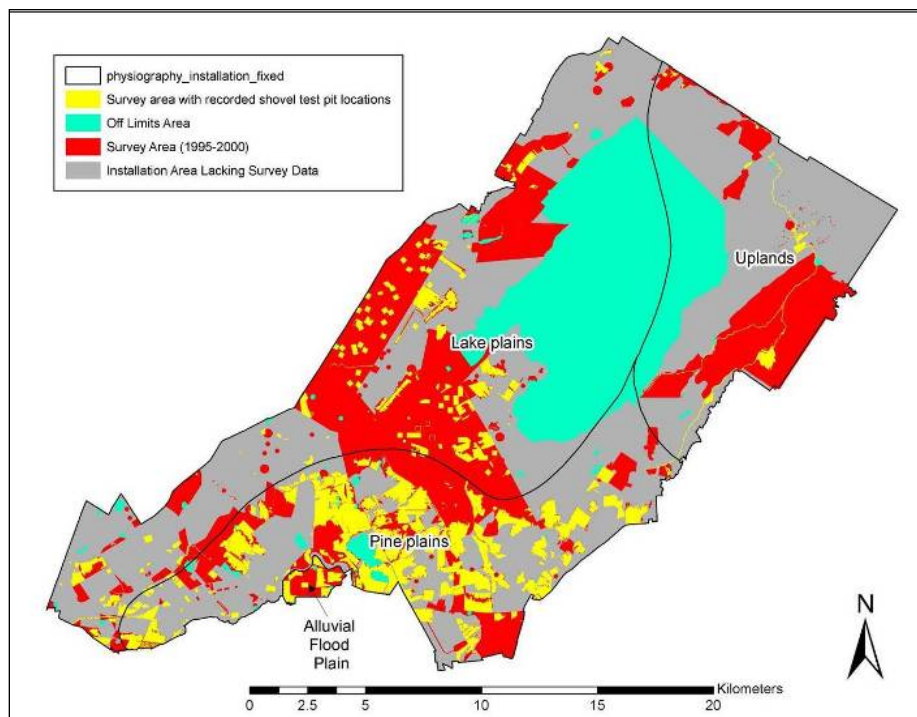 physiography_installation_fixed
Survey area with recorded shovel test pit locations
Off Limits Area
Survey Area (1995-2000)
Installation Area Lacking Survey Data
Uplands
Lake plains
Pine plains
Alluvial
Flood
Plain
N
Kilometers
0 2.5 5 10 15 20